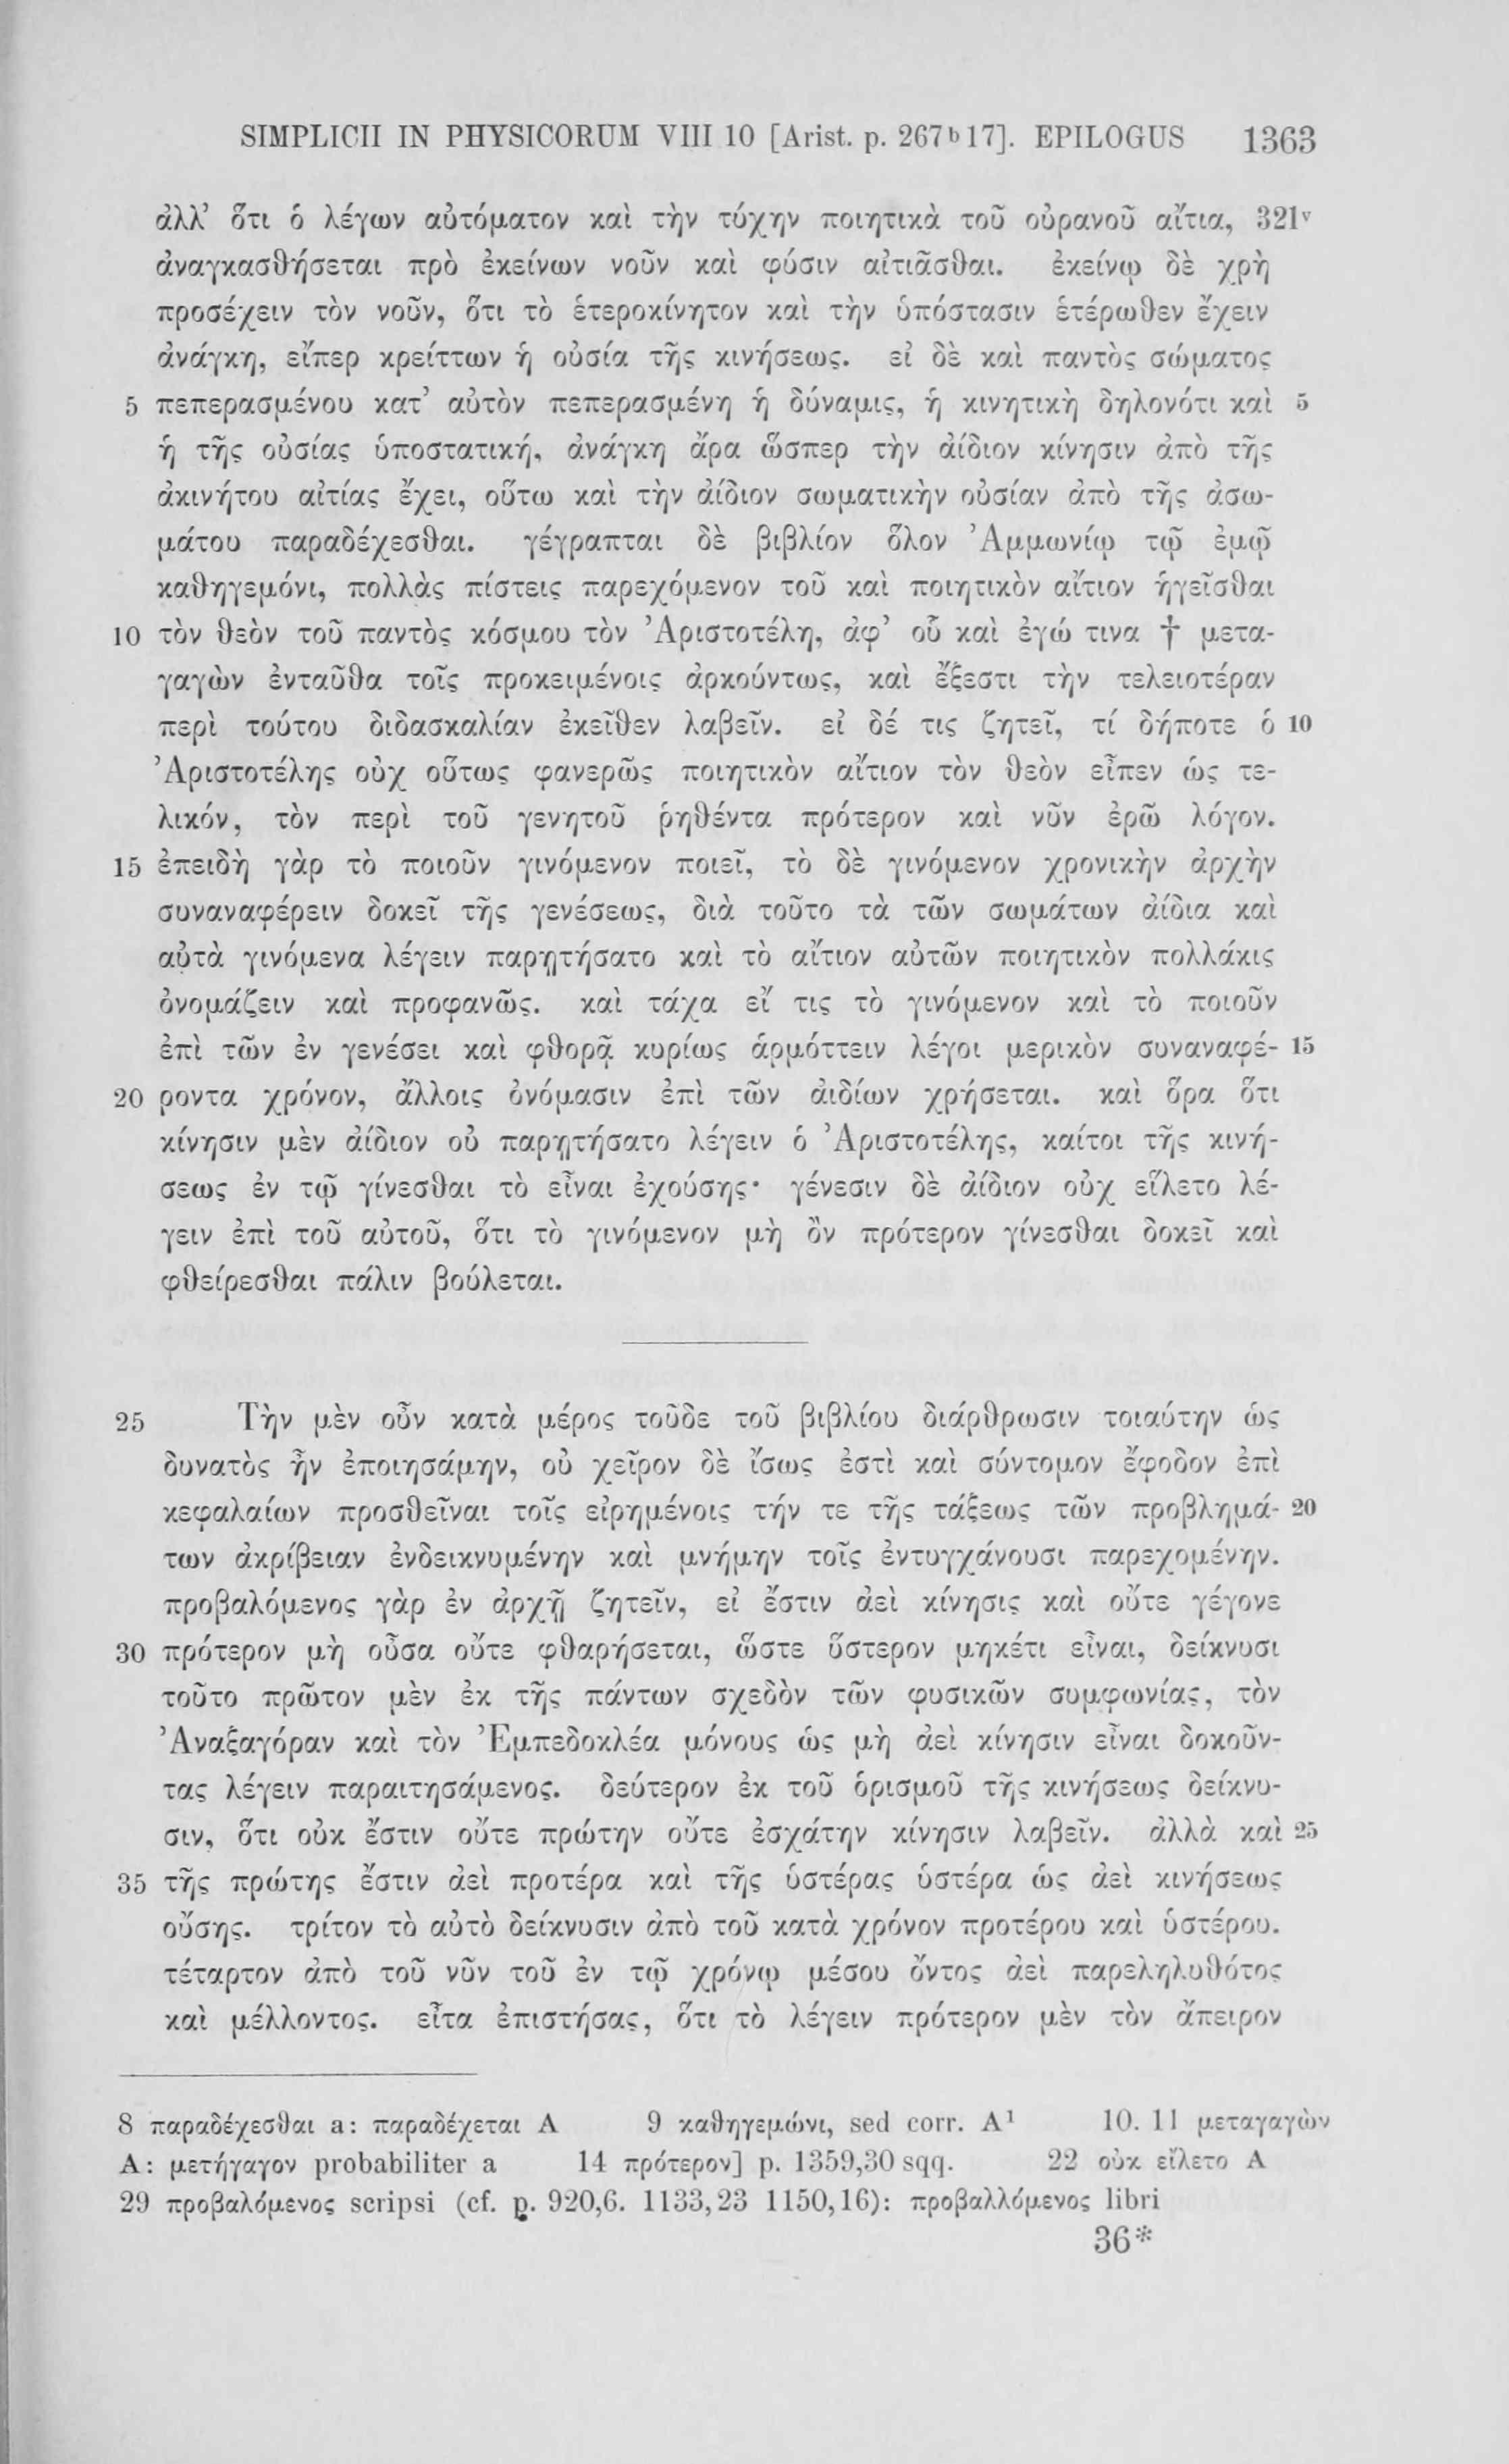 SIMPLICII IN PHYSICORUM VIII 10 [Arist. p. 267ᵇ17]. EPILOGUS 1363
ἀλλ’ ὅτι ὁ λέγων αὐτόματον καὶ τὴν τύχην ποιητικὰ τοῦ οὐρανοῦ αἴτια, 321ᵛ
ἀναγκασθήσεται πρὸ ἐκείνων νοῦν καὶ φύσιν αἰτιᾶσθαι. ἐκείνῳ δὲ χρὴ
προσέχειν τὸν νοῦν, ὅτι τὸ ἑτεροκίνητον καὶ τὴν ὑπόστασιν ἑτέρωθεν ἔχειν
ἀνάγκη, εἴπερ κρείττων ἡ οὐσία τῆς κινήσεως. εἰ δὲ καὶ παντὸς σώματος
5 πεπερασμένου κατ’ αὐτὸν πεπερασμένη ἡ δύναμις, ἡ κινητικὴ δηλονότι καὶ 5
ἡ τῆς οὐσίας ὑποστατική, ἀνάγκη ἄρα ὥσπερ τὴν ἀίδιον κίνησιν ἀπὸ τῆς
ἀκινήτου αἰτίας ἔχει, οὕτω καὶ τὴν ἀίδιον σωματικὴν οὐσίαν ἀπὸ τῆς ἀσω-
μάτου παραδέχεσθαι. γέγραπται δὲ βιβλίον ὅλον Ἀμμωνίῳ τῷ ἐμῷ
καθηγεμόνι, πολλὰς πίστεις παρεχόμενον τοῦ καὶ ποιητικὸν αἴτιον ἡγεῖσθαι
10 τὸν θεὸν τοῦ παντὸς κόσμου τὸν Ἀριστοτέλη, ἀφ’ οὗ καὶ ἐγώ τινα † μετα-
γαγὼν ἐνταῦθα τοῖς προκειμένοις ἀρκούντως, καὶ ἔξεστι τὴν τελειοτέραν
περὶ τούτου διδασκαλίαν ἐκεῖθεν λαβεῖν. εἰ δέ τις ζητεῖ, τί δήποτε ὁ 10
Ἀριστοτέλης οὐχ οὕτως φανερῶς ποιητικὸν αἴτιον τὸν θεὸν εἶπεν ὡς τε-
λικόν, τὸν περὶ τοῦ γενητοῦ ῥηθέντα πρότερον καὶ νῦν ἐρῶ λόγον.
15 ἐπειδὴ γὰρ τὸ ποιοῦν γινόμενον ποιεῖ, τὸ δὲ γινόμενον χρονικὴν ἀρχὴν
συναναφέρειν δοκεῖ τῆς γενέσεως, διὰ τοῦτο τὰ τῶν σωμάτων ἀίδια καὶ
αὐτὰ γινόμενα λέγειν παρῃτήσατο καὶ τὸ αἴτιον αὐτῶν ποιητικὸν πολλάκις
ὀνομάζειν καὶ προφανῶς. καὶ τάχα εἴ τις τὸ γινόμενον καὶ τὸ ποιοῦν
ἐπὶ τῶν ἐν γενέσει καὶ φθορᾷ κυρίως ἁρμόττειν λέγοι μερικὸν συναναφέ- 15
20 ροντα χρόνον, ἄλλοις ὀνόμασιν ἐπὶ τῶν ἀιδίων χρήσεται. καὶ ὅρα ὅτι
κίνησιν μὲν ἀίδιον οὐ παρῃτήσατο λέγειν ὁ Ἀριστοτέλης, καίτοι τῆς κινή-
σεως ἐν τῷ γίνεσθαι τὸ εἶναι ἐχούσης· γένεσιν δὲ ἀίδιον οὐχ εἵλετο λέ-
γειν ἐπὶ τοῦ αὐτοῦ, ὅτι τὸ γινόμενον μὴ ὂν πρότερον γίνεσθαι δοκεῖ καὶ
φθείρεσθαι πάλιν βούλεται.
25 Τὴν μὲν οὖν κατὰ μέρος τοῦδε τοῦ βιβλίου διάρθρωσιν τοιαύτην ὡς
δυνατὸς ἦν ἐποιησάμην, οὐ χεῖρον δὲ ἴσως ἐστὶ καὶ σύντομον ἔφοδον ἐπὶ
κεφαλαίων προσθεῖναι τοῖς εἰρημένοις τήν τε τῆς τάξεως τῶν προβλημά- 20
των ἀκρίβειαν ἐνδεικνυμένην καὶ μνήμην τοῖς ἐντυγχάνουσι παρεχομένην.
προβαλόμενος γὰρ ἐν ἀρχῇ ζητεῖν, εἰ ἔστιν ἀεὶ κίνησις καὶ οὔτε γέγονε
30 πρότερον μὴ οὖσα οὔτε φθαρήσεται, ὥστε ὕστερον μηκέτι εἶναι, δείκνυσι
τοῦτο πρῶτον μὲν ἐκ τῆς πάντων σχεδὸν τῶν φυσικῶν συμφωνίας, τὸν
Ἀναξαγόραν καὶ τὸν Ἐμπεδοκλέα μόνους ὡς μὴ ἀεὶ κίνησιν εἶναι δοκοῦν-
τας λέγειν παραιτησάμενος. δεύτερον ἐκ τοῦ ὁρισμοῦ τῆς κινήσεως δείκνυ-
σιν, ὅτι οὐκ ἔστιν οὔτε πρώτην οὔτε ἐσχάτην κίνησιν λαβεῖν. ἀλλὰ καὶ 25
35 τῆς πρώτης ἔστιν ἀεὶ προτέρα καὶ τῆς ὑστέρας ὑστέρα ὡς ἀεὶ κινήσεως
οὔσης. τρίτον τὸ αὐτὸ δείκνυσιν ἀπὸ τοῦ κατὰ χρόνον προτέρου καὶ ὑστέρου.
τέταρτον ἀπὸ τοῦ νῦν τοῦ ἐν τῷ χρόνῳ μέσου ὄντος ἀεὶ παρεληλυθότος
καὶ μέλλοντος. εἶτα ἐπιστήσας, ὅτι τὸ λέγειν πρότερον μὲν τὸν ἄπειρον
8 παραδέχεσθαι a: παραδέχεται A 9 καθηγεμώνι, sed corr. A¹ 10. 11 μεταγαγὼν
A: μετήγαγον probabiliter a 14 πρότερον] p. 1359,30 sqq. 22 οὐκ εἵλετο A
29 προβαλόμενος scripsi (cf. p. 920,6. 1133,23 1150,16): προβαλλόμενος libri
36*